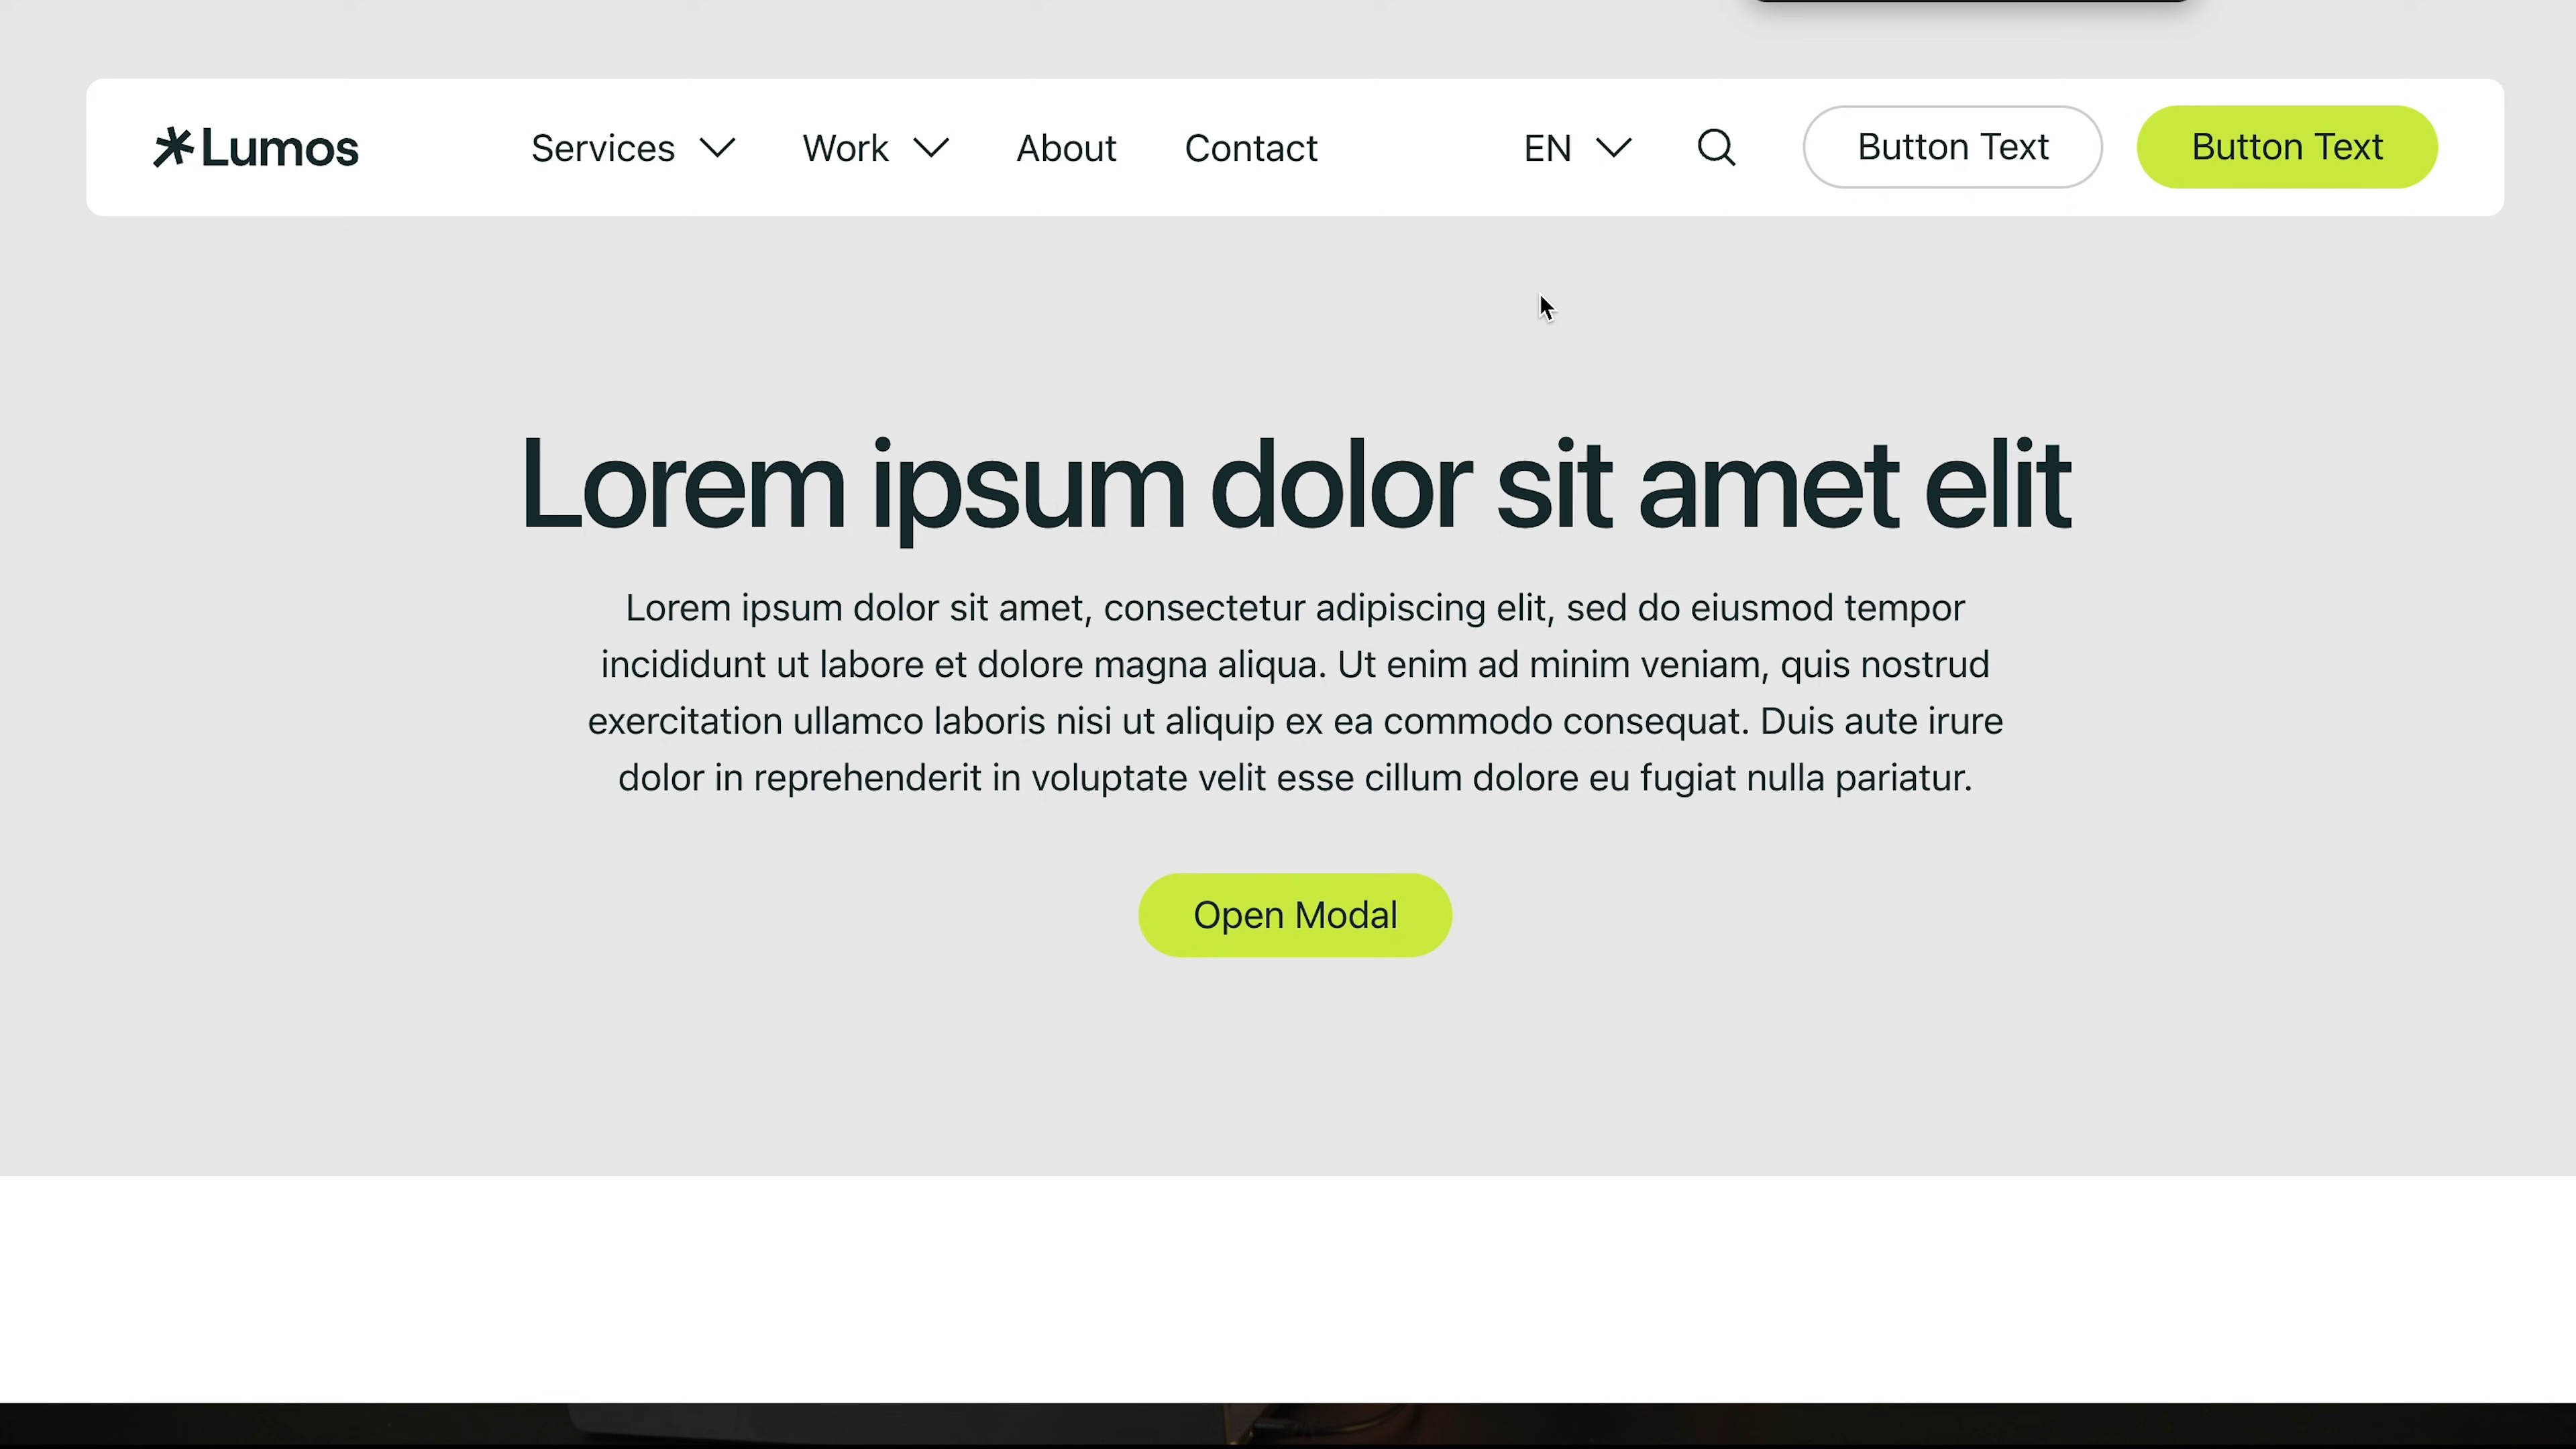 Lumos
Services Work About Contact EN Button Text Button Text
Lorem ipsum dolor sit amet elit
Lorem ipsum dolor sit amet, consectetur adipiscing elit, sed do eiusmod tempor
incididunt ut labore et dolore magna aliqua. Ut enim ad minim veniam, quis nostrud
exercitation ullamco laboris nisi ut aliquip ex ea commodo consequat. Duis aute irure
dolor in reprehenderit in voluptate velit esse cillum dolore eu fugiat nulla pariatur.
Open Modal